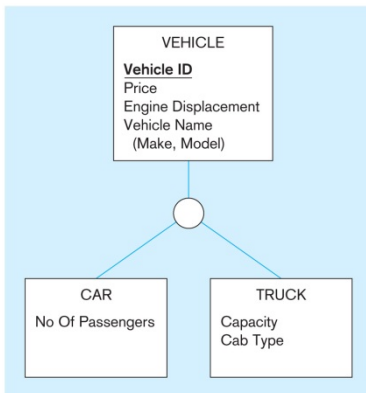 VEHICLE
Vehicle ID
Price
Engine Displacement
Vehicle Name
(Make, Model)
CAR
No Of Passengers
TRUCK
Capacity
Cab Type